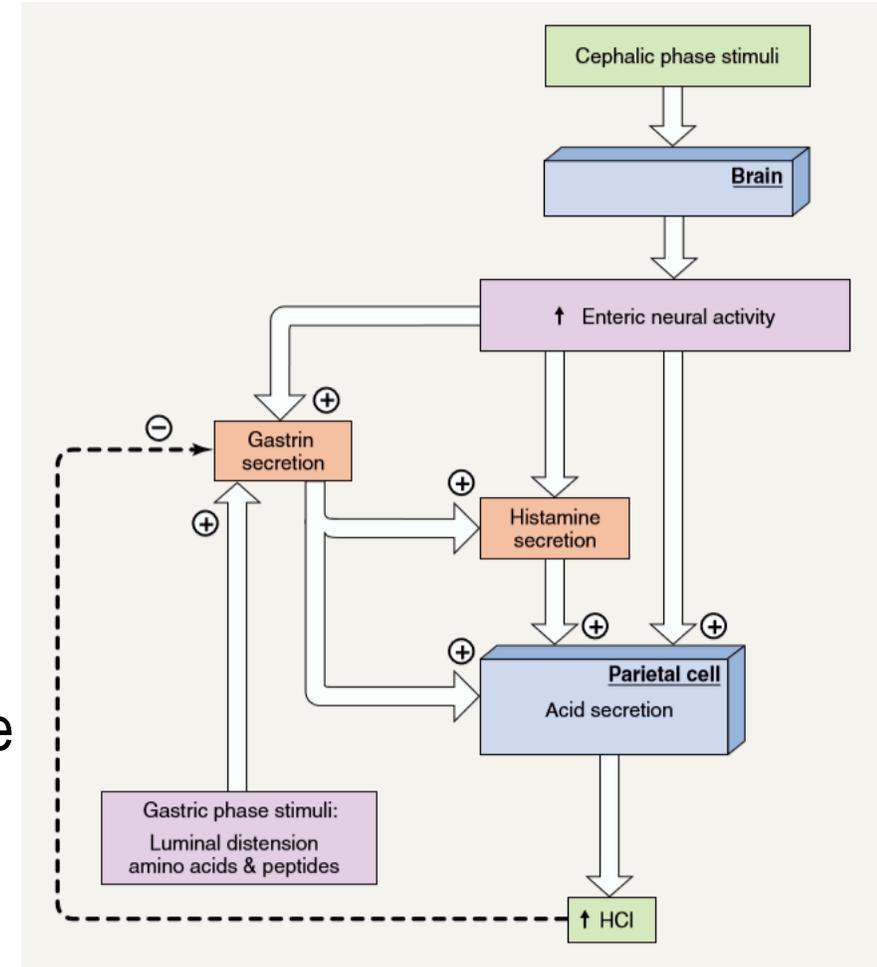 Cephalic phase stimuli
Brain
↑ Enteric neural activity
−
+
Gastrin
secretion
+
+
Histamine
secretion
+
+
+
Parietal cell
Acid secretion
e
Gastric phase stimuli:
Luminal distension
amino acids & peptides
↑ HCl